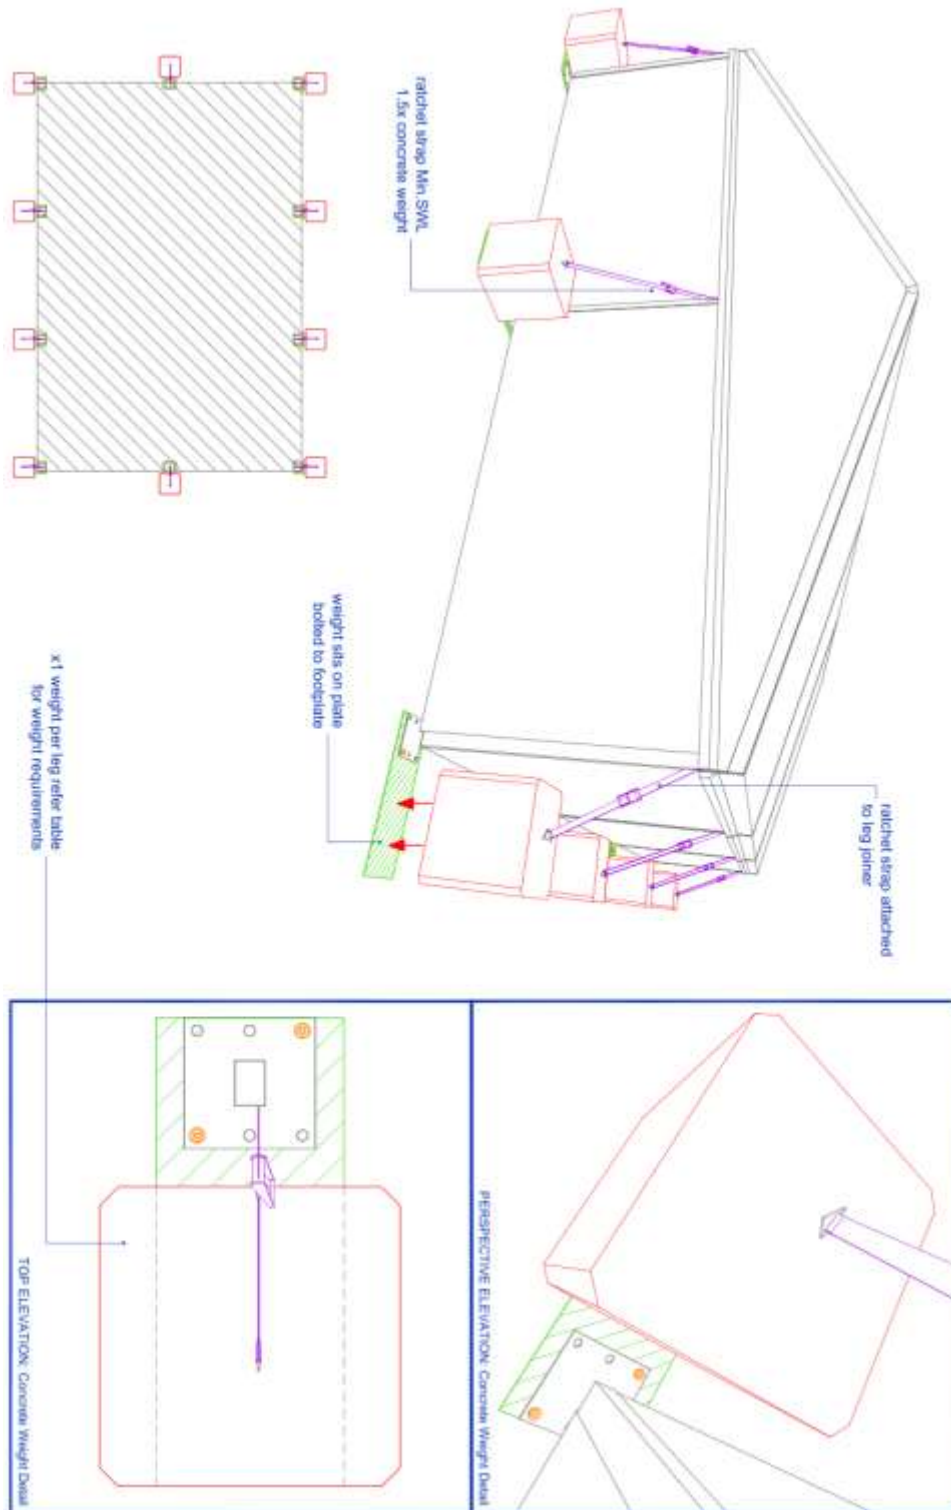 ratchet strap Min.SWL
1.5x concrete weight
ratchet strap attached
to leg joiner
weight sits on plate
bolted to footplate
x1 weight per leg refer table
for weight requirements
PERSPECTIVE ELEVATION: Concrete Weight Detail
TOP ELEVATION: Concrete Weight Detail